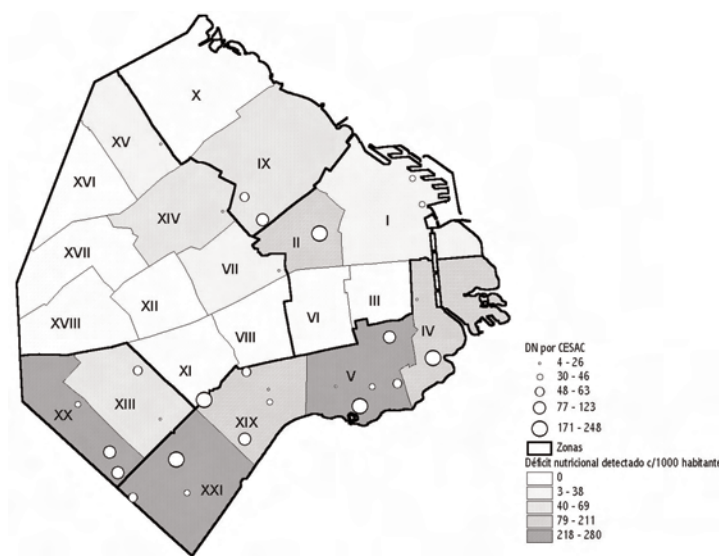 X
XV
IX
XVI
XIV
I
II
XVII
VII
XII
III
XVIII
VIII
VI
IV
XI
V
XX
XIII
XIX
XXI
DN por CESAC
4 - 26
30 - 46
48 - 63
77 - 123
171 - 248
Zonas
Déficit nutricional detectado c/1000 habitante
0
3 - 38
40 - 69
79 - 211
218 - 280